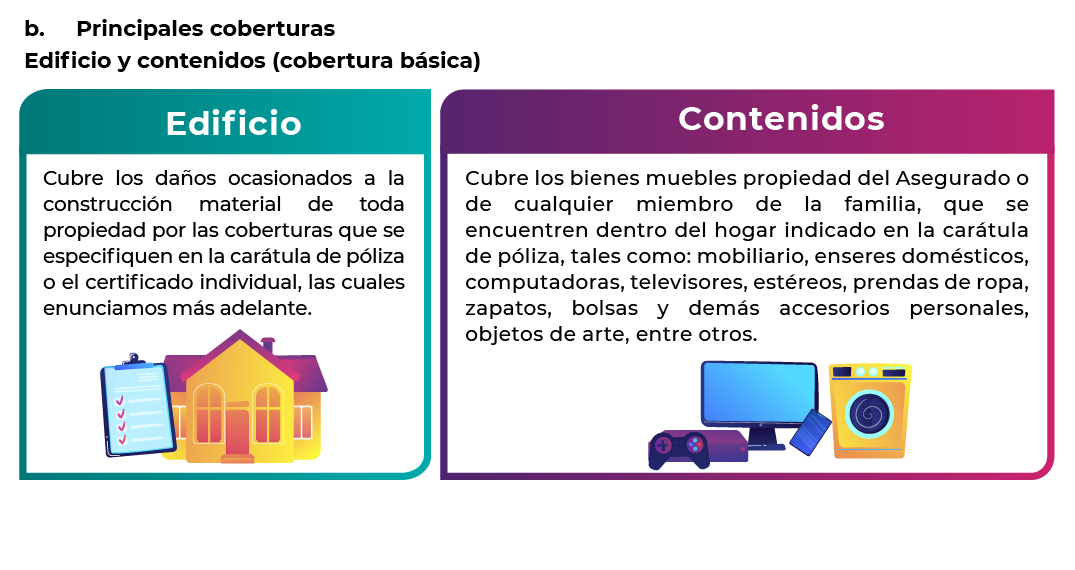 b. Principales coberturas
Edificio y contenidos (cobertura básica)
Edificio
Cubre los daños ocasionados a la
construcción material de toda
propiedad por las coberturas que se
especifiquen en la carátula de póliza
o el certificado individual, las cuales
enunciamos más adelante.
Contenidos
Cubre los bienes muebles propiedad del Asegurado o
de cualquier miembro de la familia, que se
encuentren dentro del hogar indicado en la carátula
de póliza, tales como: mobiliario, enseres domésticos,
computadoras, televisores, estéreos, prendas de ropa,
zapatos, bolsas y demás accesorios personales,
objetos de arte, entre otros.